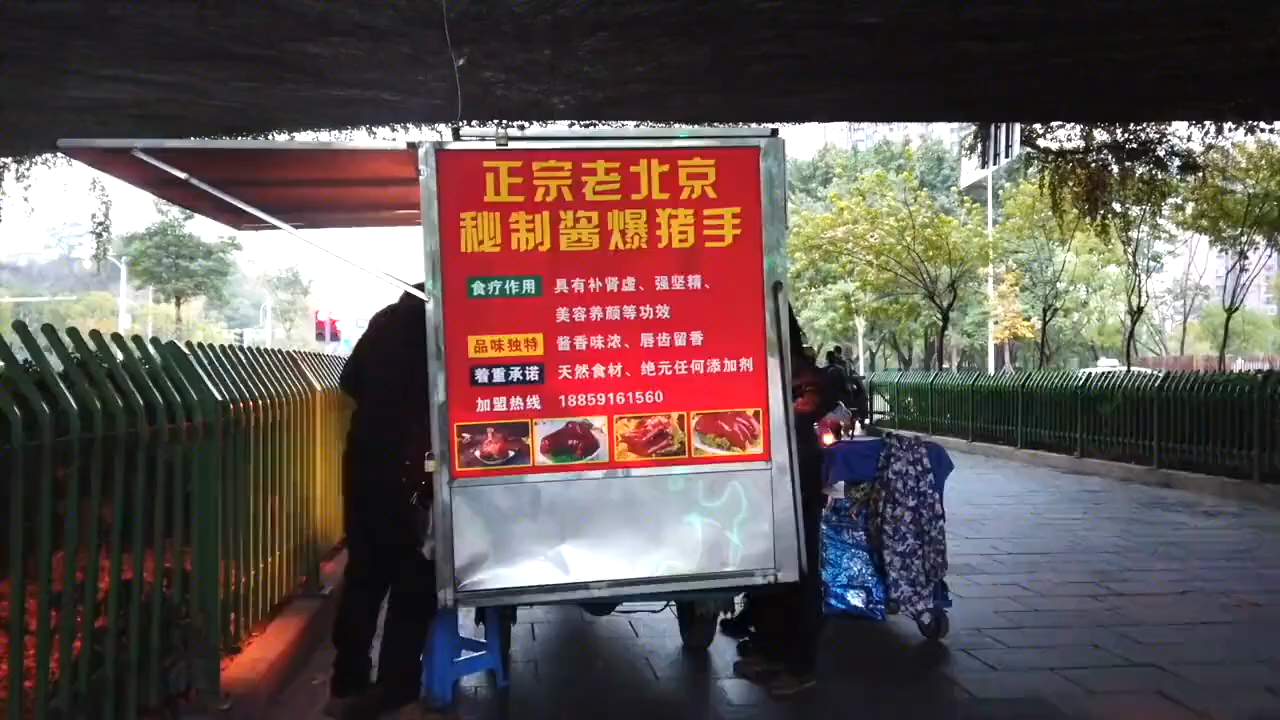 正宗老北京
秘制酱爆猪手
食疗作用 具有补肾虚、强坚精、
美容养颜等功效
品味独特 酱香味浓、唇齿留香
着重承诺 天然食材、绝元任何添加剂
加盟热线 18859161560